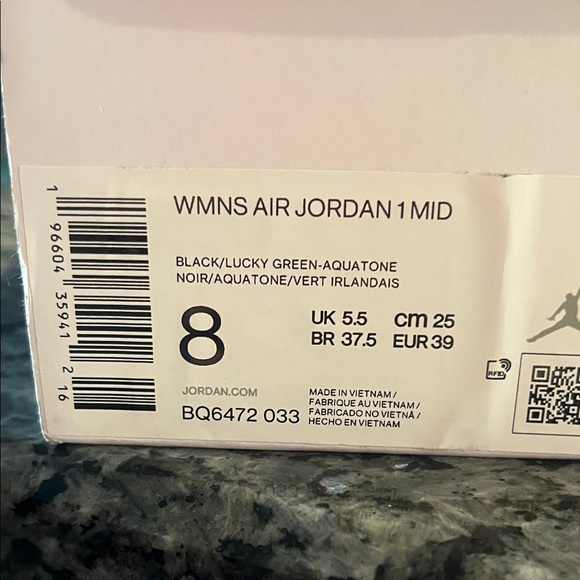 WMNS AIR JORDAN 1 MID
BLACK/LUCKY GREEN-AQUATONE
NOIR/AQUATONE/VERT IRLANDAIS
8
UK 5.5 cm 25
BR 37.5 EUR 39
JORDAN.COM
BQ6472 033
MADE IN VIETNAM /
FABRIQUE AU VIETNAM /
FABRICADO NO VIETNÃ /
HECHO EN VIETNAM
1 96604 35941 2 16
RFID